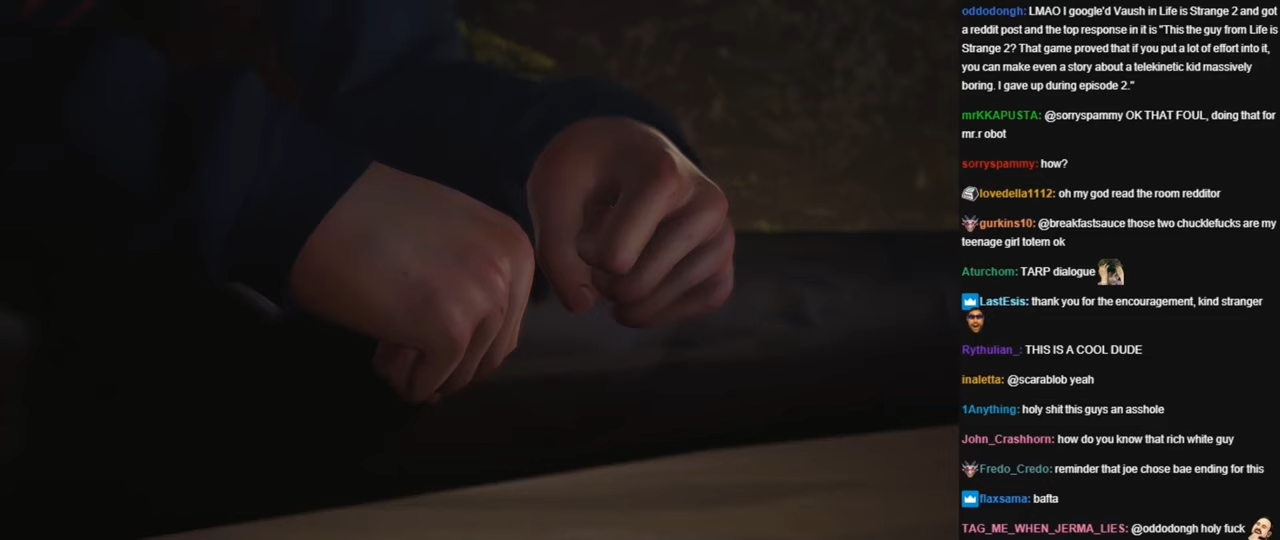 oddodongh: LMAO I google'd Vaush in Life is Strange 2 and got
a reddit post and the top response in it is "This the guy from Life is
Strange 2? That game proved that if you put a lot of effort into it,
you can make even a story about a telekinetic kid massively
boring. I gave up during episode 2."
mrKKAPUSTA: @sorryspammy OK THAT FOUL, doing that for
mr.r obot
sorryspammy: how?
lovedella1112: oh my god read the room redditor
gurkins10: @breakfastsauce those two chucklefucks are my
teenage girl totem ok
Aturchom: TARP dialogue
LastEsis: thank you for the encouragement, kind stranger
Rythulian_: THIS IS A COOL DUDE
inaletta: @scarablob yeah
1Anything: holy shit this guys an asshole
John_Crashhorn: how do you know that rich white guy
Fredo_Credo: reminder that joe chose bae ending for this
flaxsama: bafta
TAG_ME_WHEN_JERMA_LIES: @oddodongh holy fuck